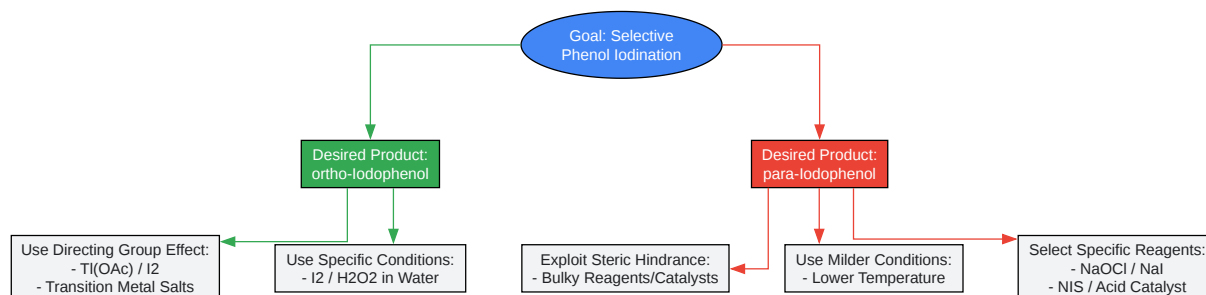 Goal: Selective
Phenol Iodination
Desired Product:
ortho-Iodophenol
Desired Product:
para-Iodophenol
Use Directing Group Effect:
- Tl(OAc) / I2
- Transition Metal Salts
Use Specific Conditions:
- I2 / H2O2 in Water
Exploit Steric Hindrance:
- Bulky Reagents/Catalysts
Use Milder Conditions:
- Lower Temperature
Select Specific Reagents:
- NaOCl / NaI
- NIS / Acid Catalyst